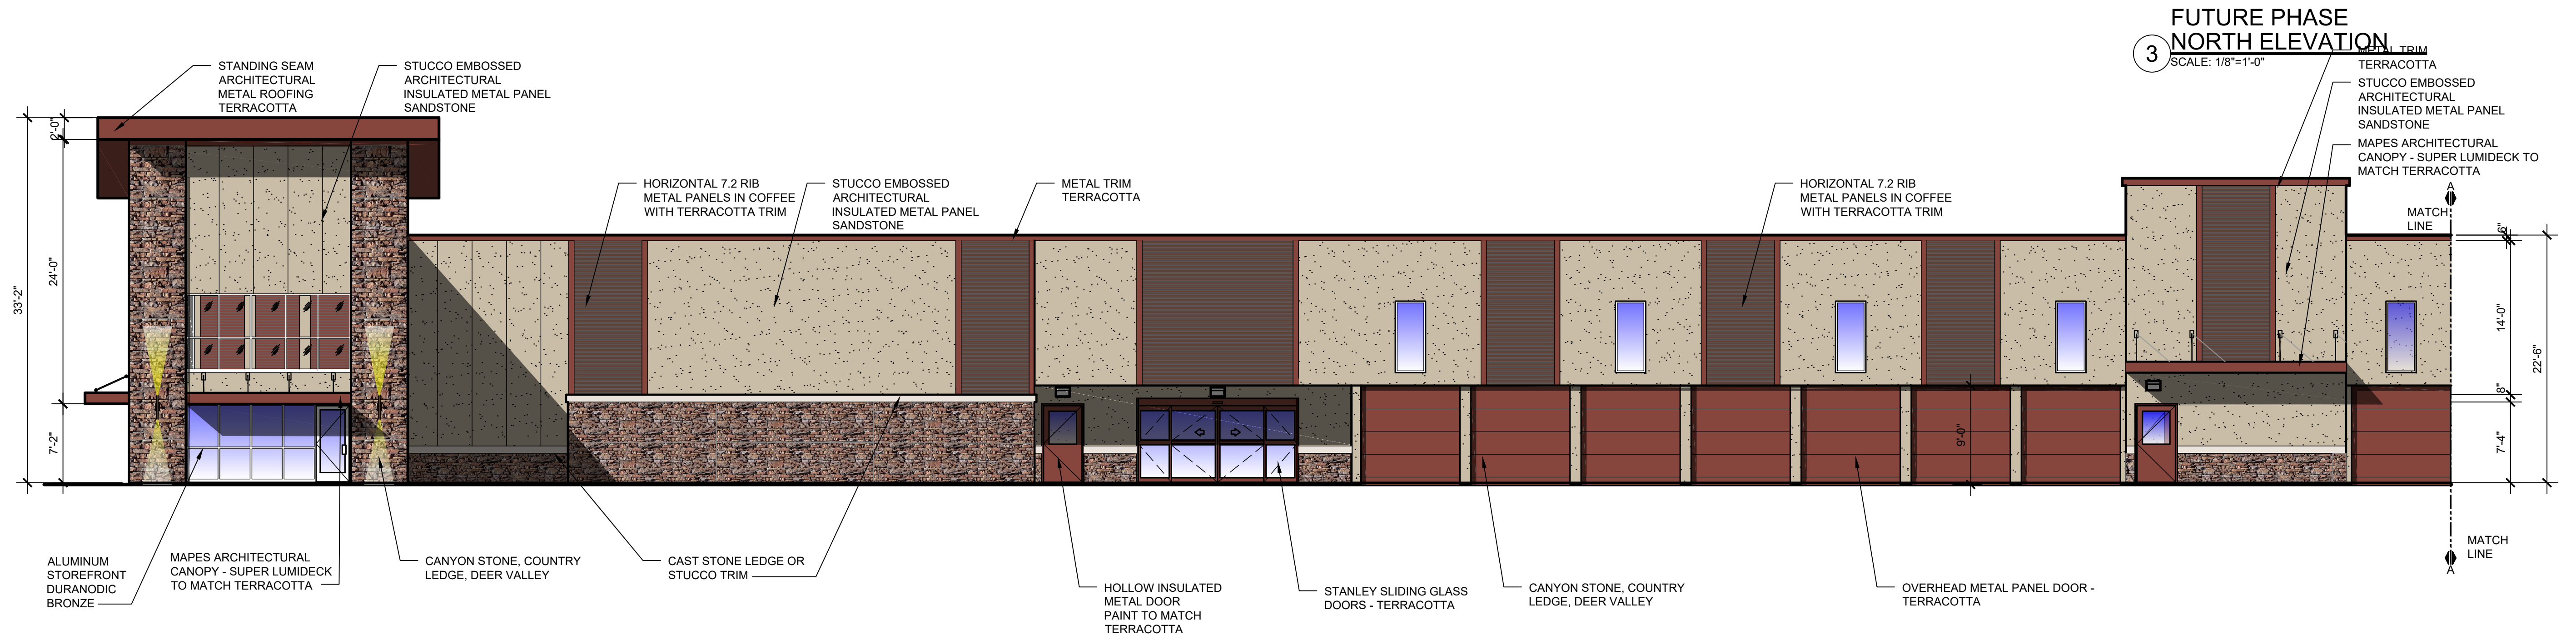 FUTURE PHASE
NORTH ELEVATION
3
SCALE: 1/8"=1'-0"
STANDING SEAM
ARCHITECTURAL
METAL ROOFING
TERRACOTTA
STUCCO EMBOSSED
ARCHITECTURAL
INSULATED METAL PANEL
SANDSTONE
METAL TRIM
TERRACOTTA
STUCCO EMBOSSED
ARCHITECTURAL
INSULATED METAL PANEL
SANDSTONE
MAPES ARCHITECTURAL
CANOPY - SUPER LUMIDECK TO
MATCH TERRACOTTA
HORIZONTAL 7.2 RIB
METAL PANELS IN COFFEE
WITH TERRACOTTA TRIM
STUCCO EMBOSSED
ARCHITECTURAL
INSULATED METAL PANEL
SANDSTONE
METAL TRIM
TERRACOTTA
HORIZONTAL 7.2 RIB
METAL PANELS IN COFFEE
WITH TERRACOTTA TRIM
A
MATCH
LINE
33'-2"
2'-0"
24'-0"
7'-2"
9'-0"
6"
14'-0"
8"
7'-4"
22'-6"
ALUMINUM
STOREFRONT
DURANODIC
BRONZE
MAPES ARCHITECTURAL
CANOPY - SUPER LUMIDECK
TO MATCH TERRACOTTA
CANYON STONE, COUNTRY
LEDGE, DEER VALLEY
CAST STONE LEDGE OR
STUCCO TRIM
HOLLOW INSULATED
METAL DOOR
PAINT TO MATCH
TERRACOTTA
STANLEY SLIDING GLASS
DOORS - TERRACOTTA
CANYON STONE, COUNTRY
LEDGE, DEER VALLEY
OVERHEAD METAL PANEL DOOR -
TERRACOTTA
MATCH
LINE
A